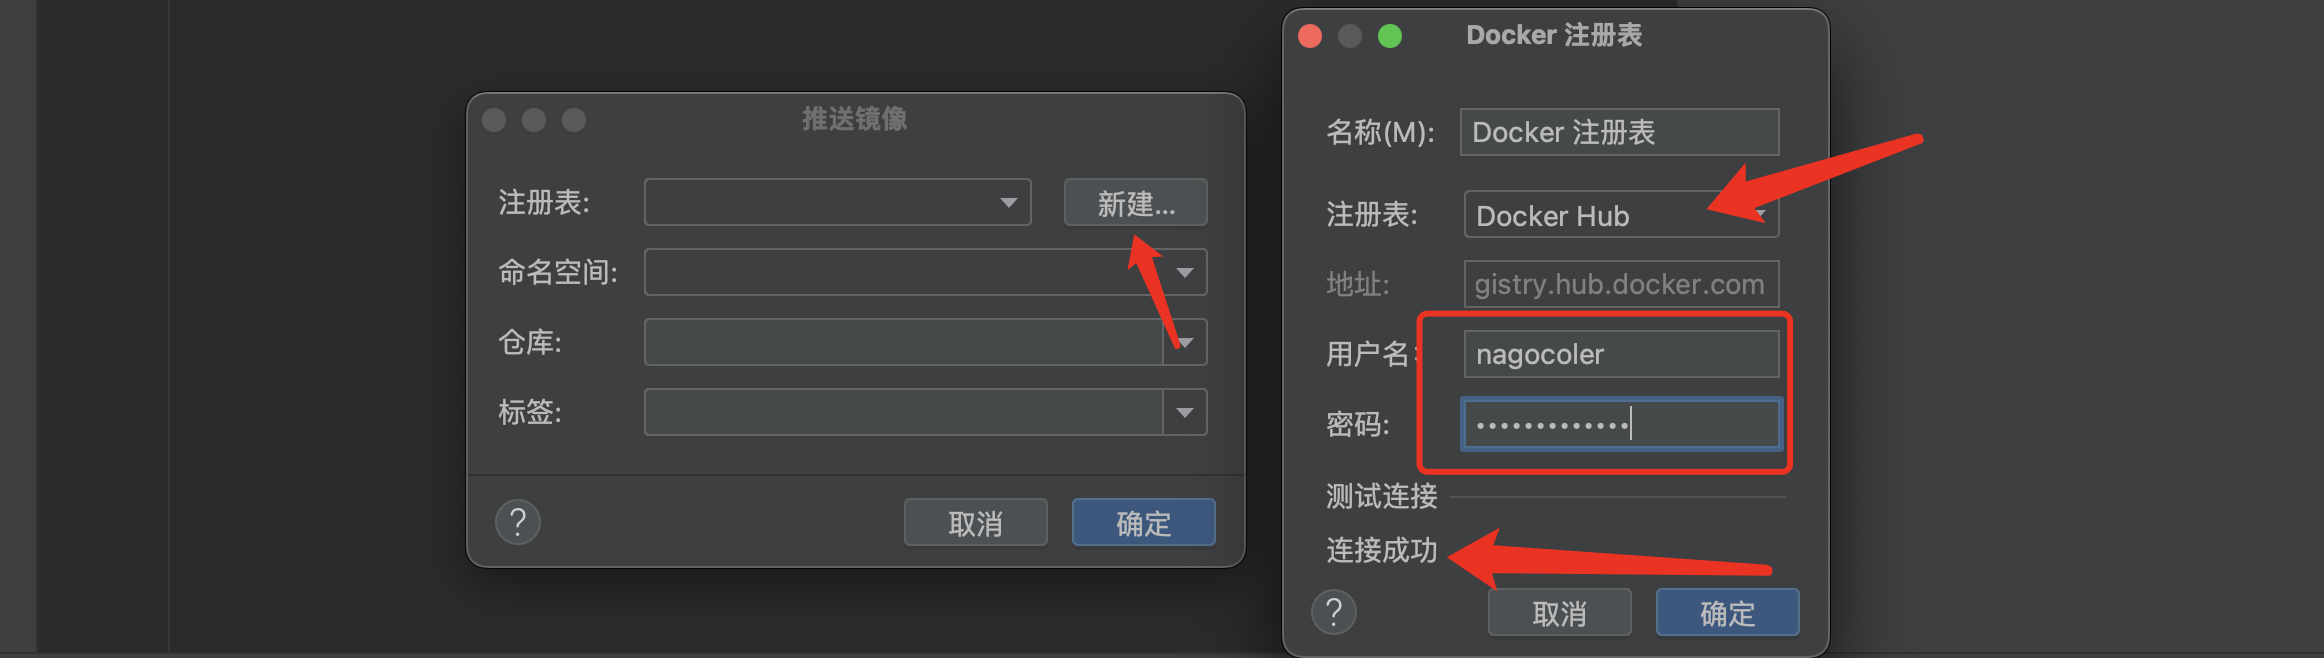 推送镜像
注册表:
新建...
命名空间:
仓库:
标签:
?
取消
确定
Docker 注册表
名称(M):
Docker 注册表
注册表:
Docker Hub
地址:
gistry.hub.docker.com
用户名:
nagocoler
密码:
•••••••••••••
测试连接
连接成功
?
取消
确定